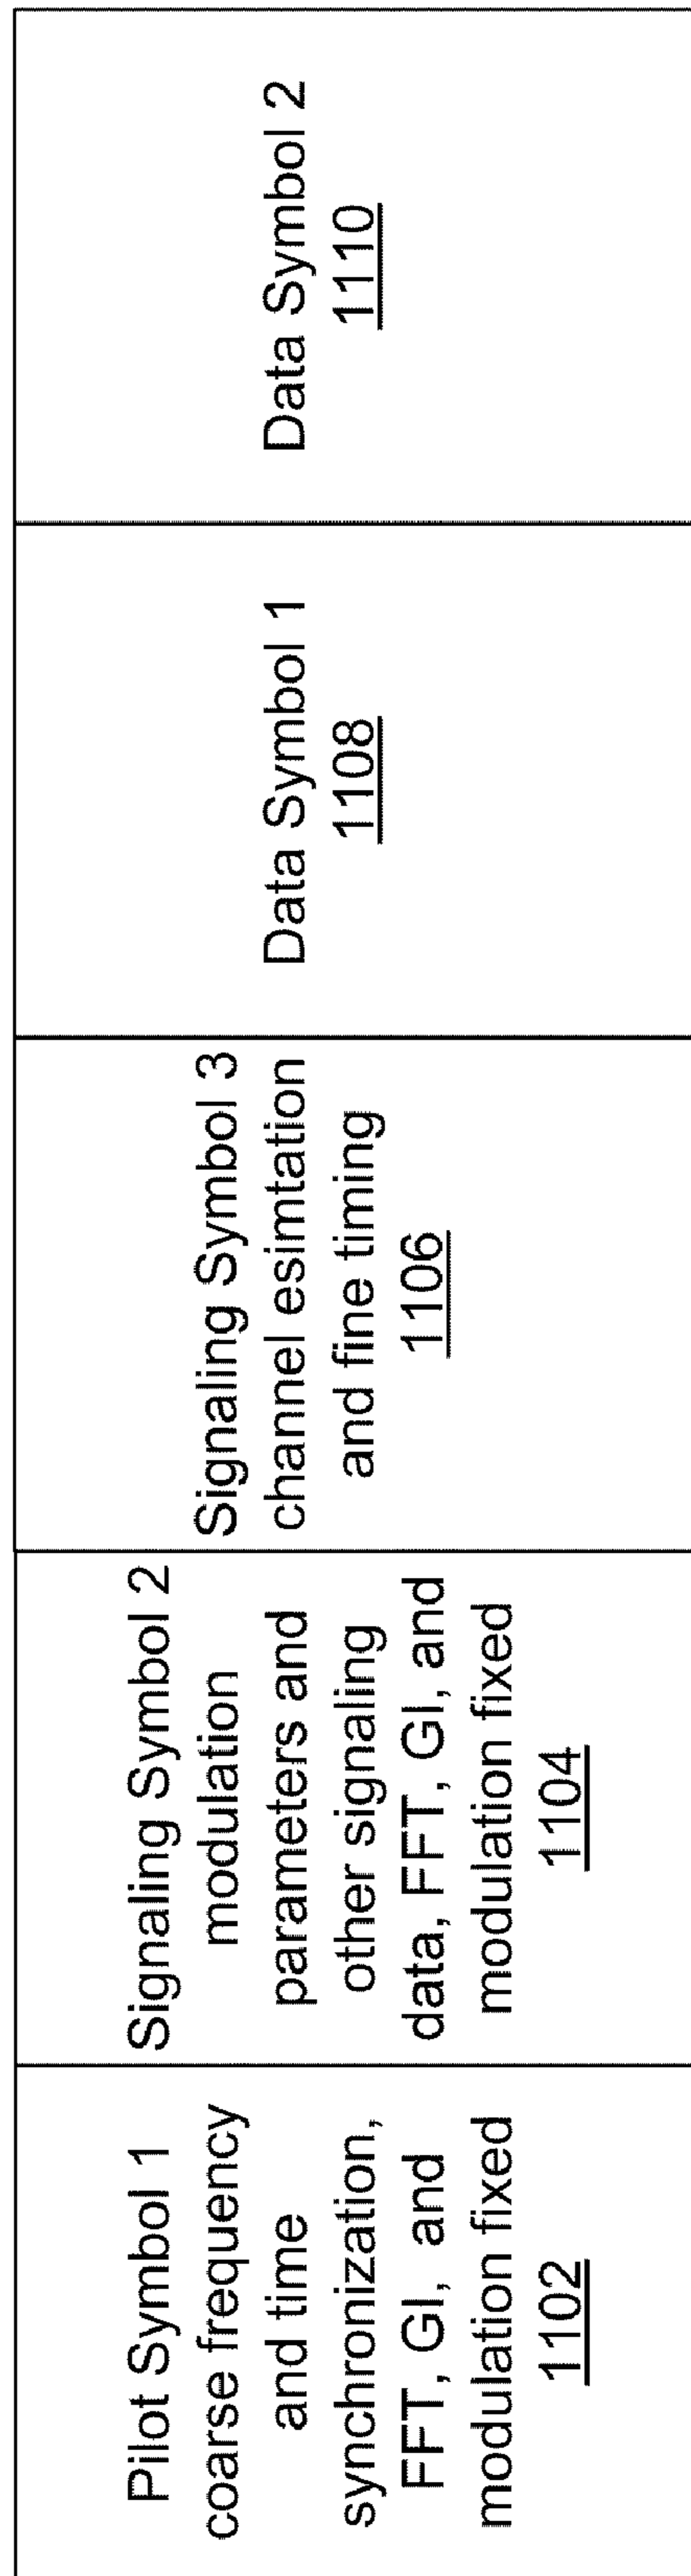 Pilot Symbol 1
coarse frequency
and time
synchronization,
FFT, GI, and
modulation fixed
1102
Signaling Symbol 2
modulation
parameters and
other signaling
data, FFT, GI, and
modulation fixed
1104
Signaling Symbol 3
channel esimtation
and fine timing
1106
Data Symbol 1
1108
Data Symbol 2
1110